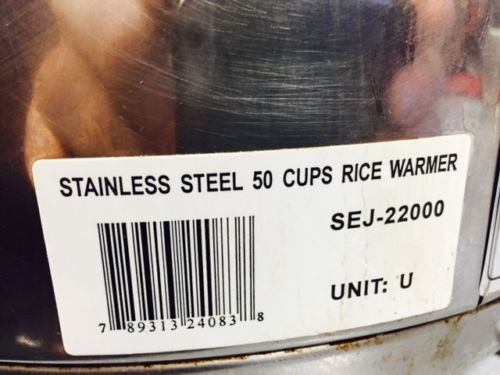 STAINLESS STEEL 50 CUPS RICE WARMER
SEJ-22000
UNIT: U
7 89313 24083 8